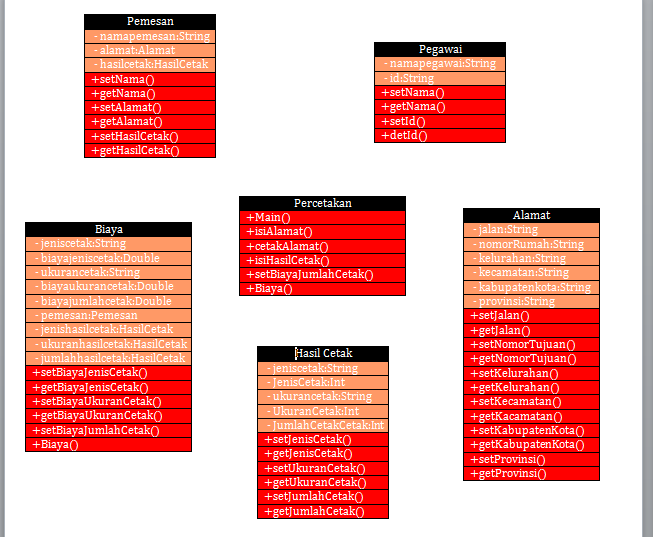 Pemesan
- namapemesan:String
- alamat:Alamat
- hasilcetak:HasilCetak
+setNama()
+getNama()
+setAlamat()
+getAlamat()
+setHasilCetak()
+getHasilCetak()
Pegawai
- namapegawai:String
- id:String
+setNama()
+getNama()
+setId()
+detId()
Biaya
- jeniscetak:String
- biayajeniscetak:Double
- ukurancetak:String
- biayaukurancetak:Double
- biayajumlahcetak:Double
- pemesan:Pemesan
- jenishasilcetak:HasilCetak
- ukuranhasilcetak:HasilCetak
- jumlahhasilcetak:HasilCetak
+setBiayaJenisCetak()
+getBiayaJenisCetak()
+setBiayaUkuranCetak()
+getBiayaUkuranCetak()
+setBiayaJumlahCetak()
+Biaya()
Percetakan
+Main()
+isiAlamat()
+cetakAlamat()
+isiHasilCetak()
+setBiayaJumlahCetak()
+Biaya()
Hasil Cetak
- jeniscetak:String
- JenisCetak:Int
- ukurancetak:String
- UkuranCetak:Int
- JumlahCetakCetak:Int
+setJenisCetak()
+getJenisCetak()
+setUkuranCetak()
+getUkuranCetak()
+setJumlahCetak()
+getJumlahCetak()
Alamat
- jalan:String
- nomorRumah:String
- kelurahan:String
- kecamatan:String
- kabupatenkota:String
- provinsi:String
+setJalan()
+getJalan()
+setNomorTujuan()
+getNomorTujuan()
+setKelurahan()
+getKelurahan()
+setKecamatan()
+getKacamatan()
+setKabupatenKota()
+getKabupatenKota()
+setProvinsi()
+getProvinsi()